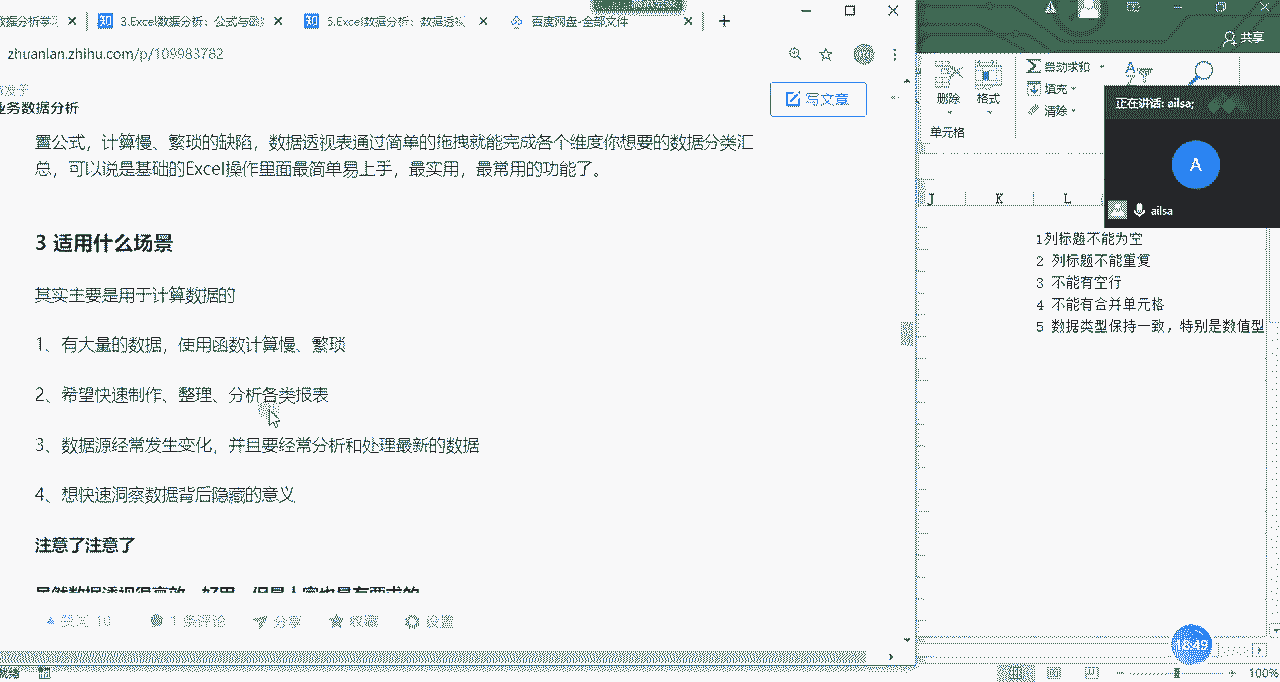 数据分析学习
3.Excel数据分析：公式与函数
5.Excel数据分析：数据透视
百度网盘-全部文件
zhuanlan.zhihu.com/p/109983782
业务数据分析
写文章
置公式，计算慢、繁琐的缺陷，数据透视表通过简单的拖拽就能完成各个维度你想要的数据分类汇
总，可以说是基础的Excel操作里面最简单易上手，最实用，最常用的功能了。
3 适用什么场景
其实主要是用于计算数据的
1、有大量的数据，使用函数计算慢、繁琐
2、希望快速制作、整理、分析各类报表
3、数据源经常发生变化，并且要经常分析和处理最新的数据
4、想快速洞察数据背后隐藏的意义
注意了注意了
1 条评论
分享
收藏
设置
共享
删除
格式
自动求和
填充
清除
单元格
正在讲话: ailsa;
A
ailsa
J K L
1列标题不能为空
2 列标题不能重复
3 不能有空行
4 不能有合并单元格
5 数据类型保持一致，特别是数值型
18:49
100%